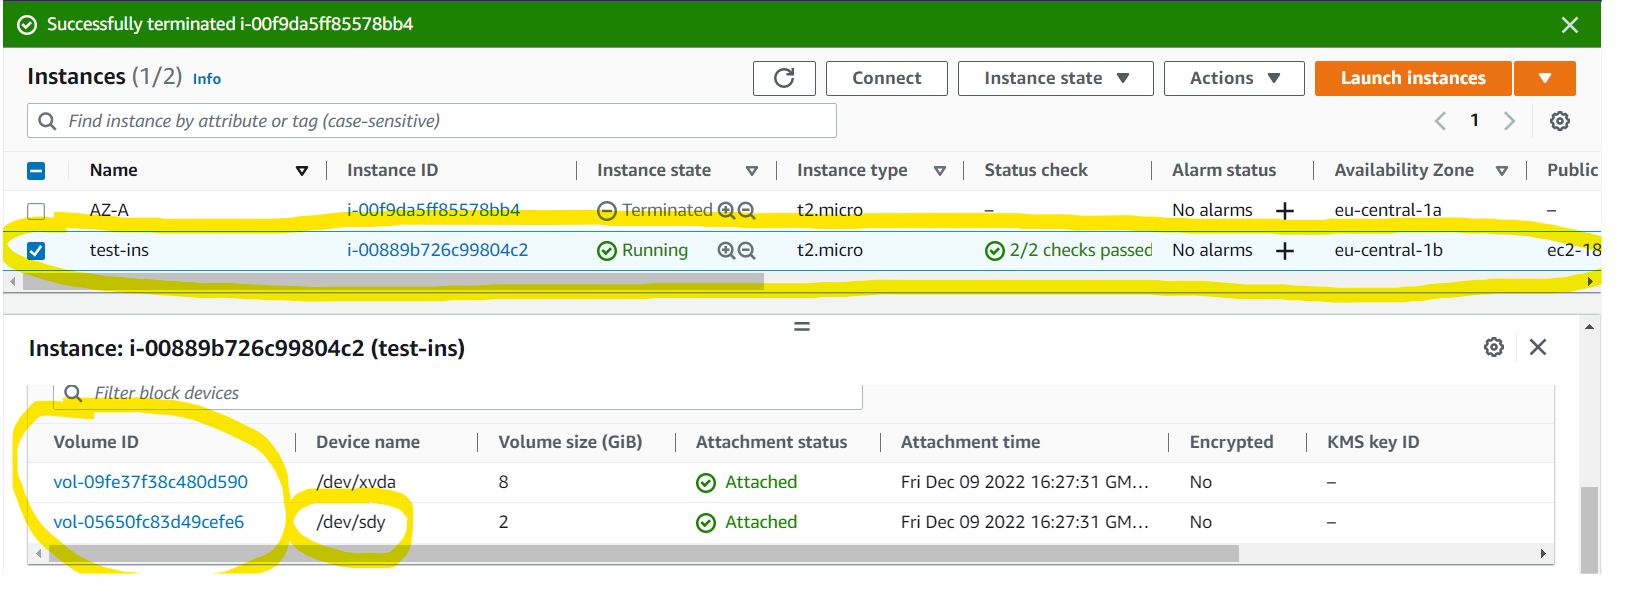 Successfully terminated i-00f9da5ff85578bb4
Instances (1/2) Info
Connect
Instance state
Actions
Launch instances
Find instance by attribute or tag (case-sensitive)
1
Name Instance ID Instance state Instance type Status check Alarm status Availability Zone Public
AZ-A i-00f9da5ff85578bb4 Terminated t2.micro – No alarms + eu-central-1a –
test-ins i-00889b726c99804c2 Running t2.micro 2/2 checks passed No alarms + eu-central-1b ec2-18
Instance: i-00889b726c99804c2 (test-ins)
Filter block devices
Volume ID Device name Volume size (GiB) Attachment status Attachment time Encrypted KMS key ID
vol-09fe37f38c480d590 /dev/xvda 8 Attached Fri Dec 09 2022 16:27:31 GM... No –
vol-05650fc83d49cefe6 /dev/sdy 2 Attached Fri Dec 09 2022 16:27:31 GM... No –